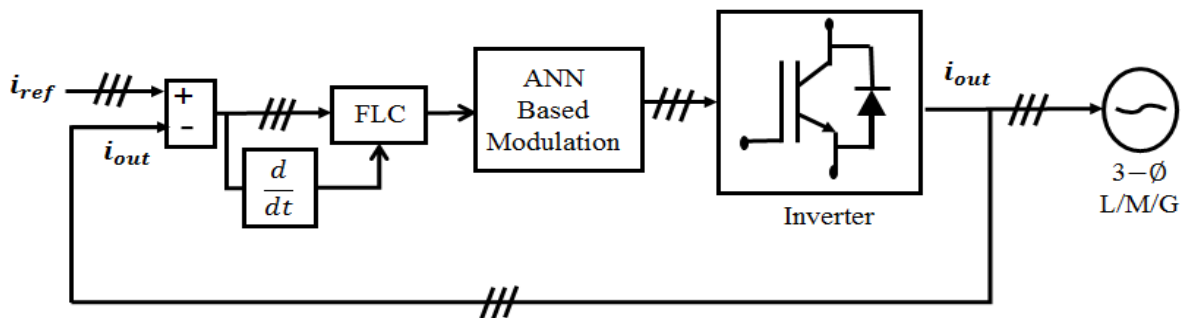 i_ref
+
-
i_out
FLC
d
dt
ANN
Based
Modulation
Inverter
i_out
3-Ø
L/M/G